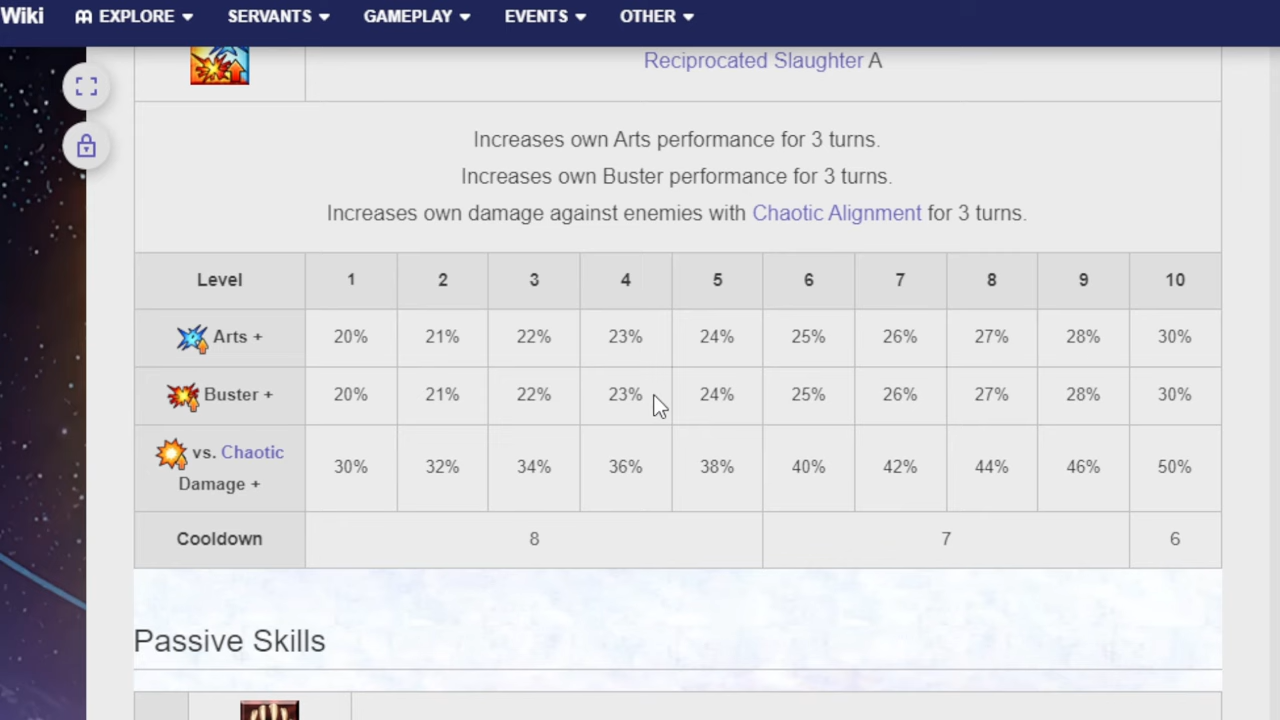 Wiki EXPLORE SERVANTS GAMEPLAY EVENTS OTHER
Reciprocated Slaughter A
Increases own Arts performance for 3 turns.
Increases own Buster performance for 3 turns.
Increases own damage against enemies with Chaotic Alignment for 3 turns.
Level 1 2 3 4 5 6 7 8 9 10
Arts + 20% 21% 22% 23% 24% 25% 26% 27% 28% 30%
Buster + 20% 21% 22% 23% 24% 25% 26% 27% 28% 30%
vs. Chaotic
Damage + 30% 32% 34% 36% 38% 40% 42% 44% 46% 50%
Cooldown 8 7 6
Passive Skills